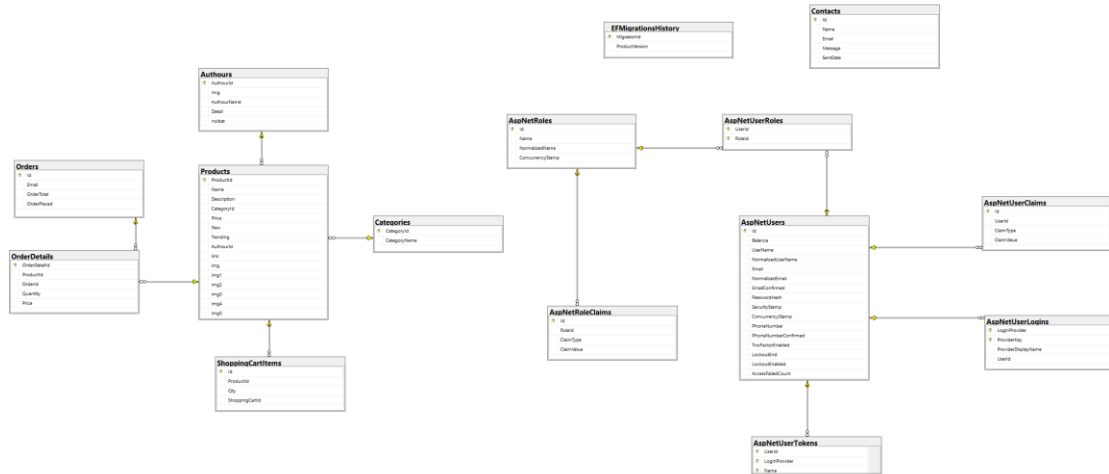 EFMigrationsHistory
MigrationId
ProductVersion
Contacts
Id
Name
Email
Message
SentDate
Authours
AuthourId
Img
AuthourName
Detail
AspNetRoles
Id
Name
NormalizedName
ConcurrencyStamp
AspNetUserRoles
UserId
RoleId
Orders
Id
Email
OrderTotal
OrderPlaced
Products
ProductId
Name
Description
CategoryId
Price
New
Trending
AuthourId
link
Img
Img1
Img2
Img3
Img4
Img5
Categories
CategoryId
CategoryName
OrderDetails
OrderDetailId
ProductId
OrderId
Quantity
Price
ShoppingCartItems
Id
ProductId
Qty
ShoppingCartId
AspNetRoleClaims
Id
RoleId
ClaimType
ClaimValue
AspNetUsers
Id
Balance
UserName
NormalizedUserName
Email
NormalizedEmail
EmailConfirmed
PasswordHash
SecurityStamp
ConcurrencyStamp
PhoneNumber
PhoneNumberConfirmed
TwoFactorEnabled
LockoutEnd
LockoutEnabled
AccessFailedCount
AspNetUserClaims
Id
UserId
ClaimType
ClaimValue
AspNetUserLogins
LoginProvider
ProviderKey
ProviderDisplayName
UserId
AspNetUserTokens
UserId
LoginProvider
Name